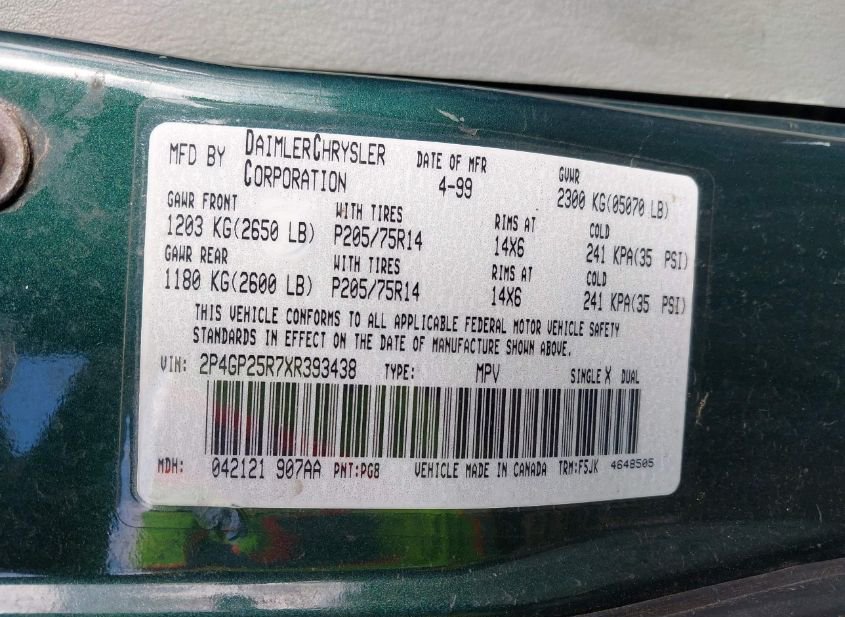 MFD BY DAIMLERCHRYSLER CORPORATION DATE OF MFR 4-99 GVWR 2300 KG(05070 LB)
GAWR FRONT WITH TIRES RIMS AT COLD
1203 KG(2650 LB) P205/75R14 14X6 241 KPA(35 PSI)
GAWR REAR WITH TIRES RIMS AT COLD
1180 KG(2600 LB) P205/75R14 14X6 241 KPA(35 PSI)
THIS VEHICLE CONFORMS TO ALL APPLICABLE FEDERAL MOTOR VEHICLE SAFETY
STANDARDS IN EFFECT ON THE DATE OF MANUFACTURE SHOWN ABOVE.
VIN: 2P4GP25R7XR393438 TYPE: MPV SINGLE X DUAL
MDH: 042121 907AA PNT:PG8 VEHICLE MADE IN CANADA TRM:F5JK 4648505